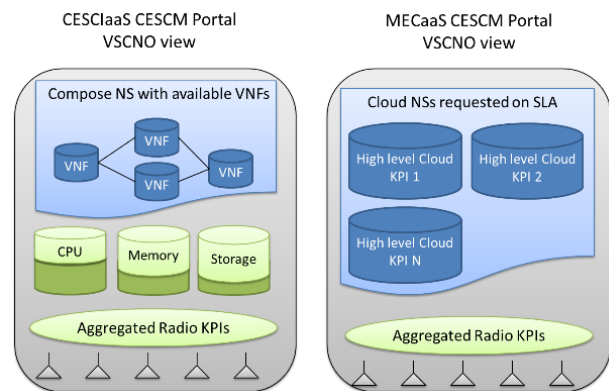 CESCIaaS CESCM Portal
VSCNO view
Compose NS with available VNFs
VNF
VNF
VNF
VNF
CPU
Memory
Storage
Aggregated Radio KPIs
MECaaS CESCM Portal
VSCNO view
Cloud NSs requested on SLA
High level Cloud
KPI 1
High level Cloud
KPI 2
High level Cloud
KPI N
Aggregated Radio KPIs